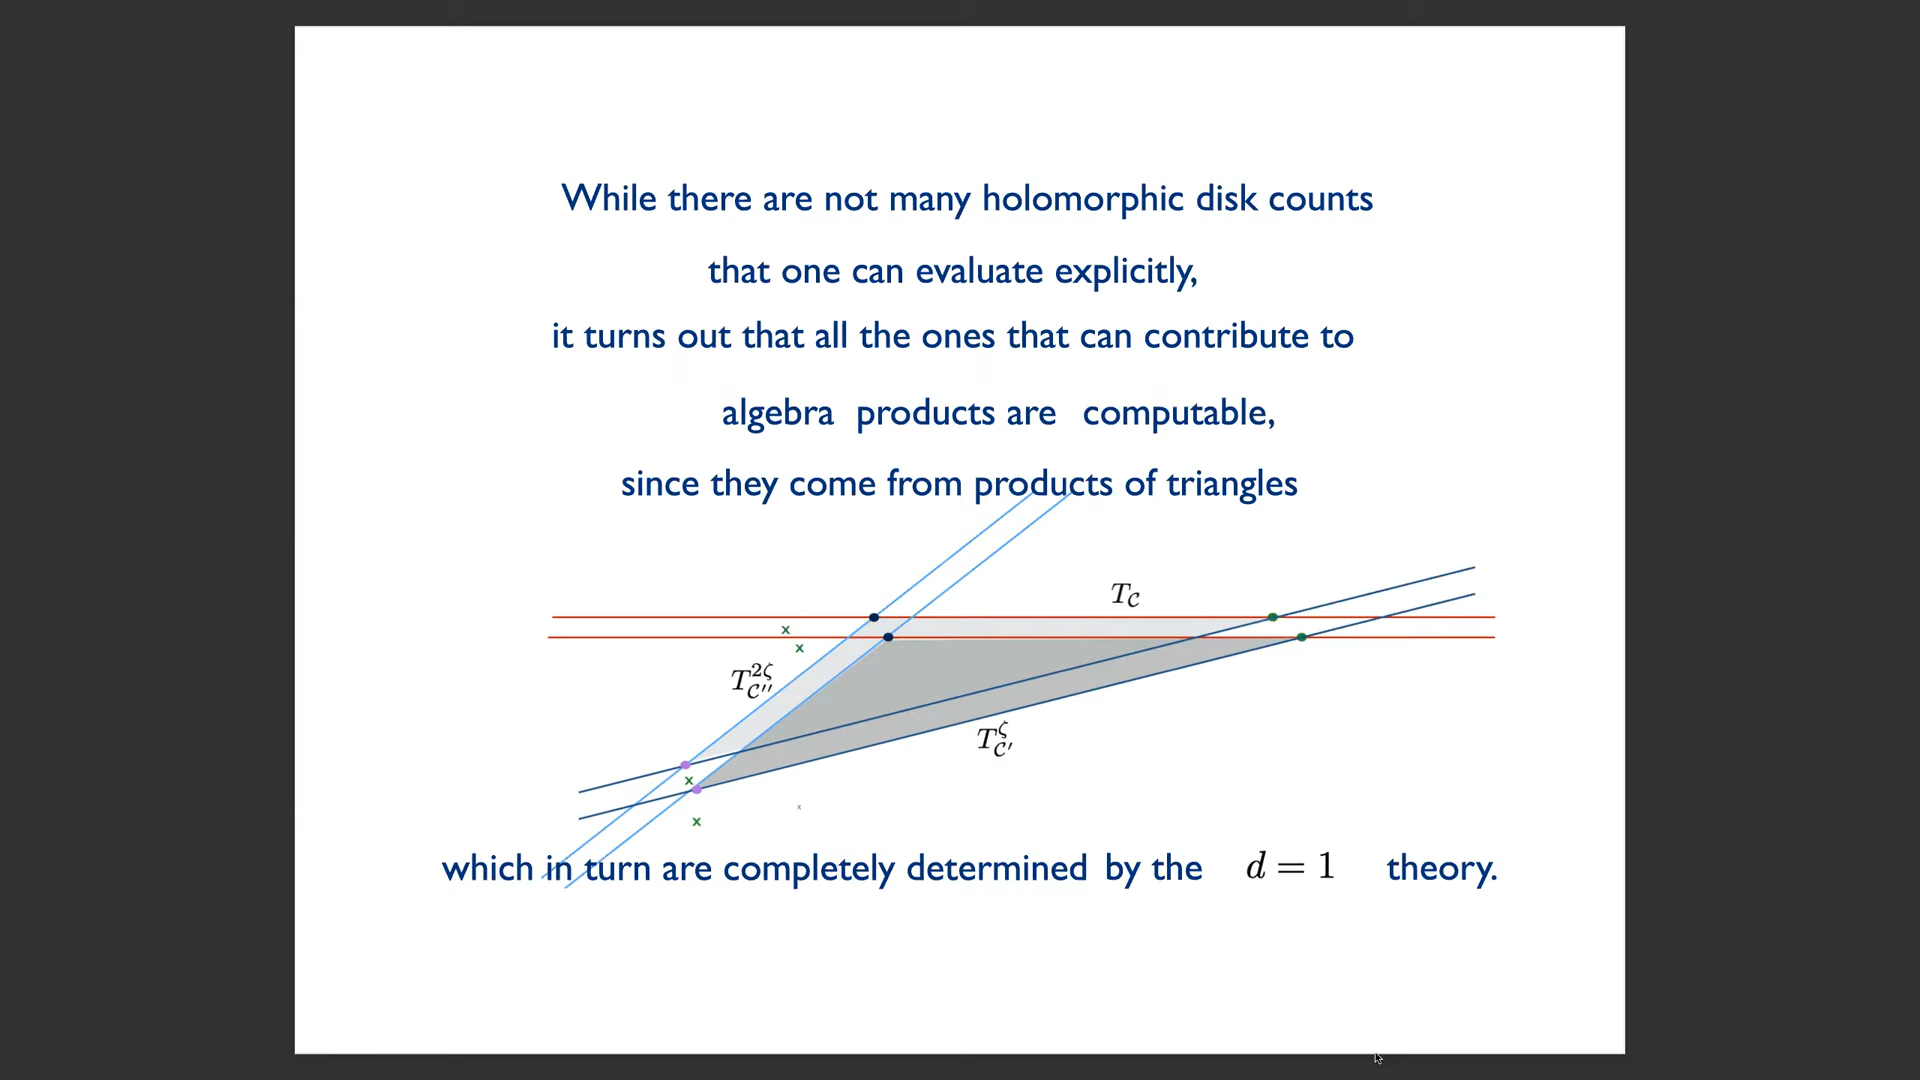 While there are not many holomorphic disk counts
that one can evaluate explicitly,
it turns out that all the ones that can contribute to
algebra products are computable,
since they come from products of triangles
T_𝒞
x
x
T^{2ζ}_{𝒞''}
T^ζ_{𝒞'}
x
x
x
which in turn are completely determined by the d = 1 theory.